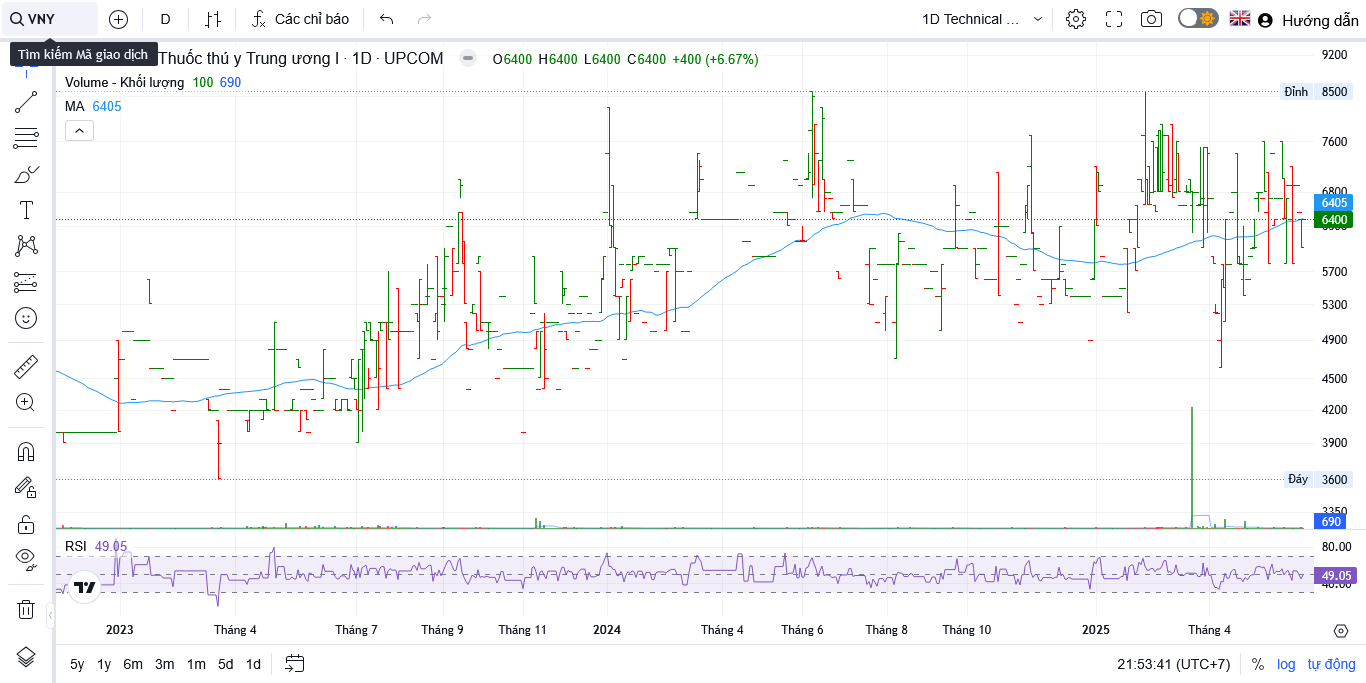 VNY
D
Các chỉ báo
1D Technical ...
Hướng dẫn
Tìm kiếm Mã giao dịch
Thuốc thú y Trung ương I · 1D · UPCOM
O6400 H6400 L6400 C6400 +400 (+6.67%)
Volume - Khối lượng 100 690
MA 6405
9200
Đỉnh 8500
7600
6800
6405
6400
5700
5300
4900
4500
4200
3900
Đáy 3600
3350
690
RSI 49.05
80.00
49.05
40.00
2023
Tháng 4
Tháng 7
Tháng 9
Tháng 11
2024
Tháng 4
Tháng 6
Tháng 8
Tháng 10
2025
Tháng 4
5y 1y 6m 3m 1m 5d 1d
21:53:41 (UTC+7)
% log tự động